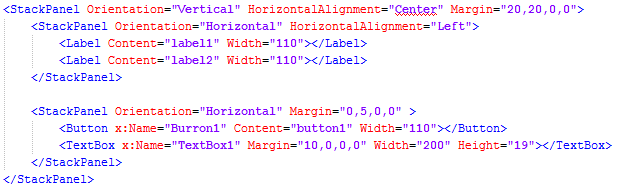 <StackPanel Orientation="Vertical" HorizontalAlignment="Center" Margin="20,20,0,0">
<StackPanel Orientation="Horizontal" HorizontalAlignment="Left">
<Label Content="label1" Width="110"></Label>
<Label Content="label2" Width="110"></Label>
</StackPanel>
<StackPanel Orientation="Horizontal" Margin="0,5,0,0" >
<Button x:Name="Burron1" Content="button1" Width="110"></Button>
<TextBox x:Name="TextBox1" Margin="10,0,0,0" Width="200" Height="19"></TextBox>
</StackPanel>
</StackPanel>